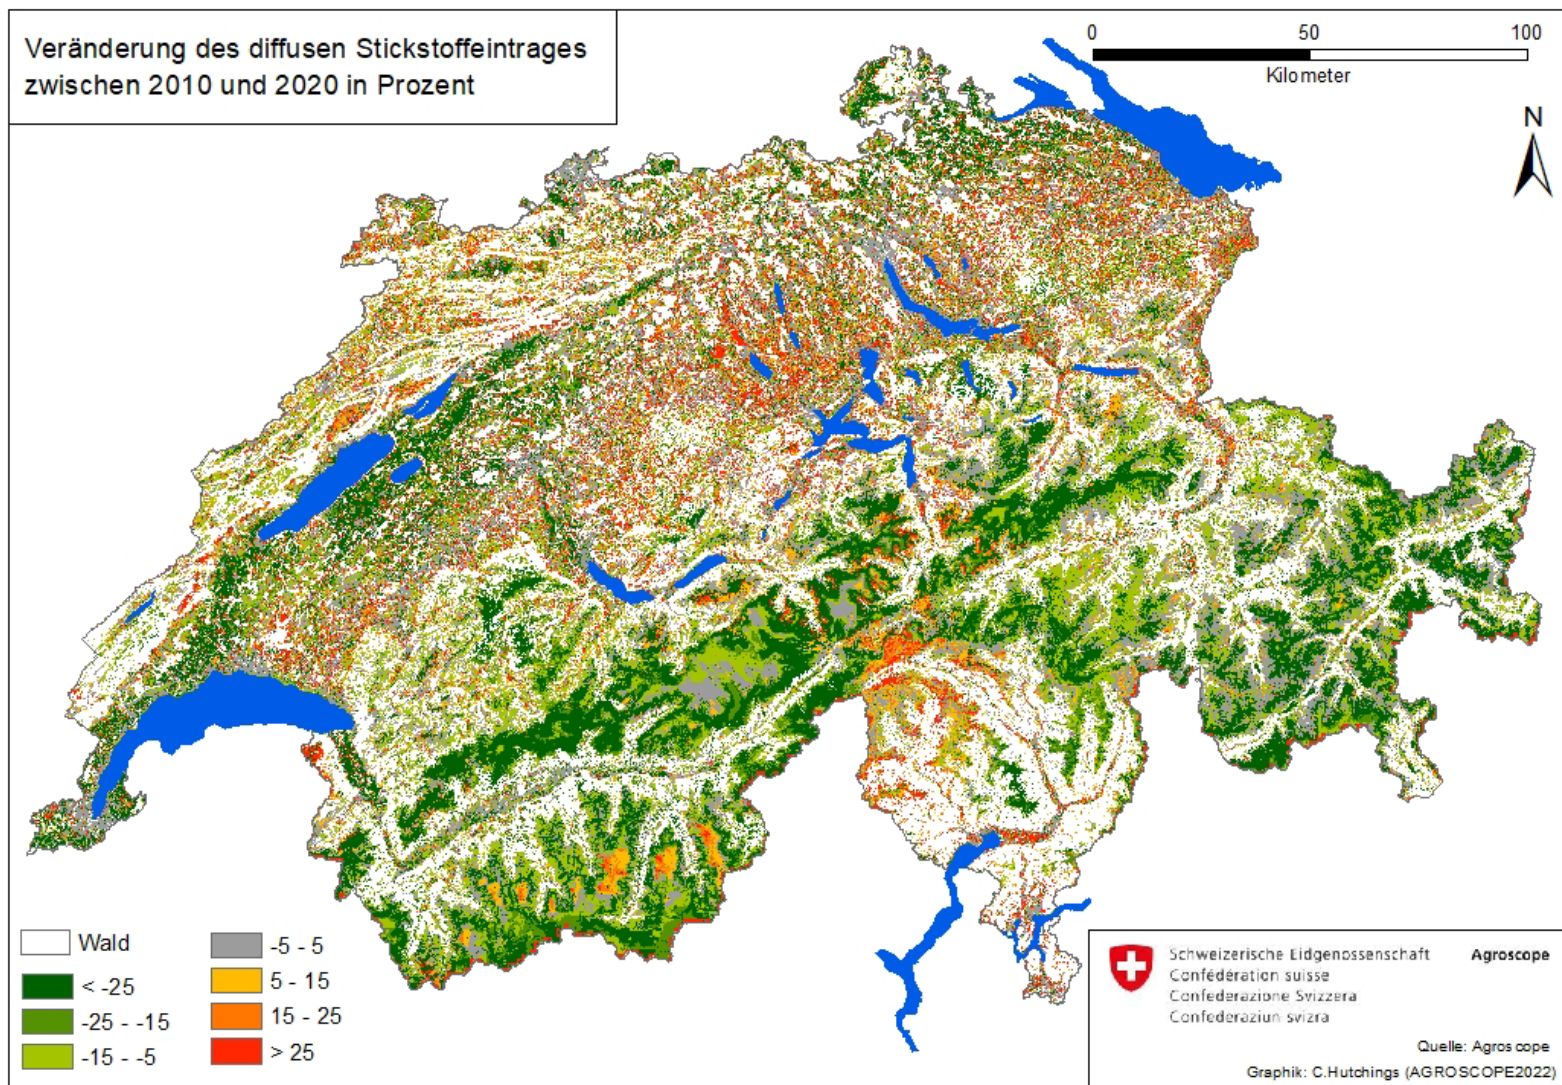 Veränderung des diffusen Stickstoffeintrages
zwischen 2010 und 2020 in Prozent
0 50 100
Kilometer
N
Wald
< -25
-25 - -15
-15 - -5
-5 - 5
5 - 15
15 - 25
> 25
Schweizerische Eidgenossenschaft
Confédération suisse
Confederazione Svizzera
Confederaziun svizra
Agroscope
Quelle: Agroscope
Graphik: C.Hutchings (AGROSCOPE2022)